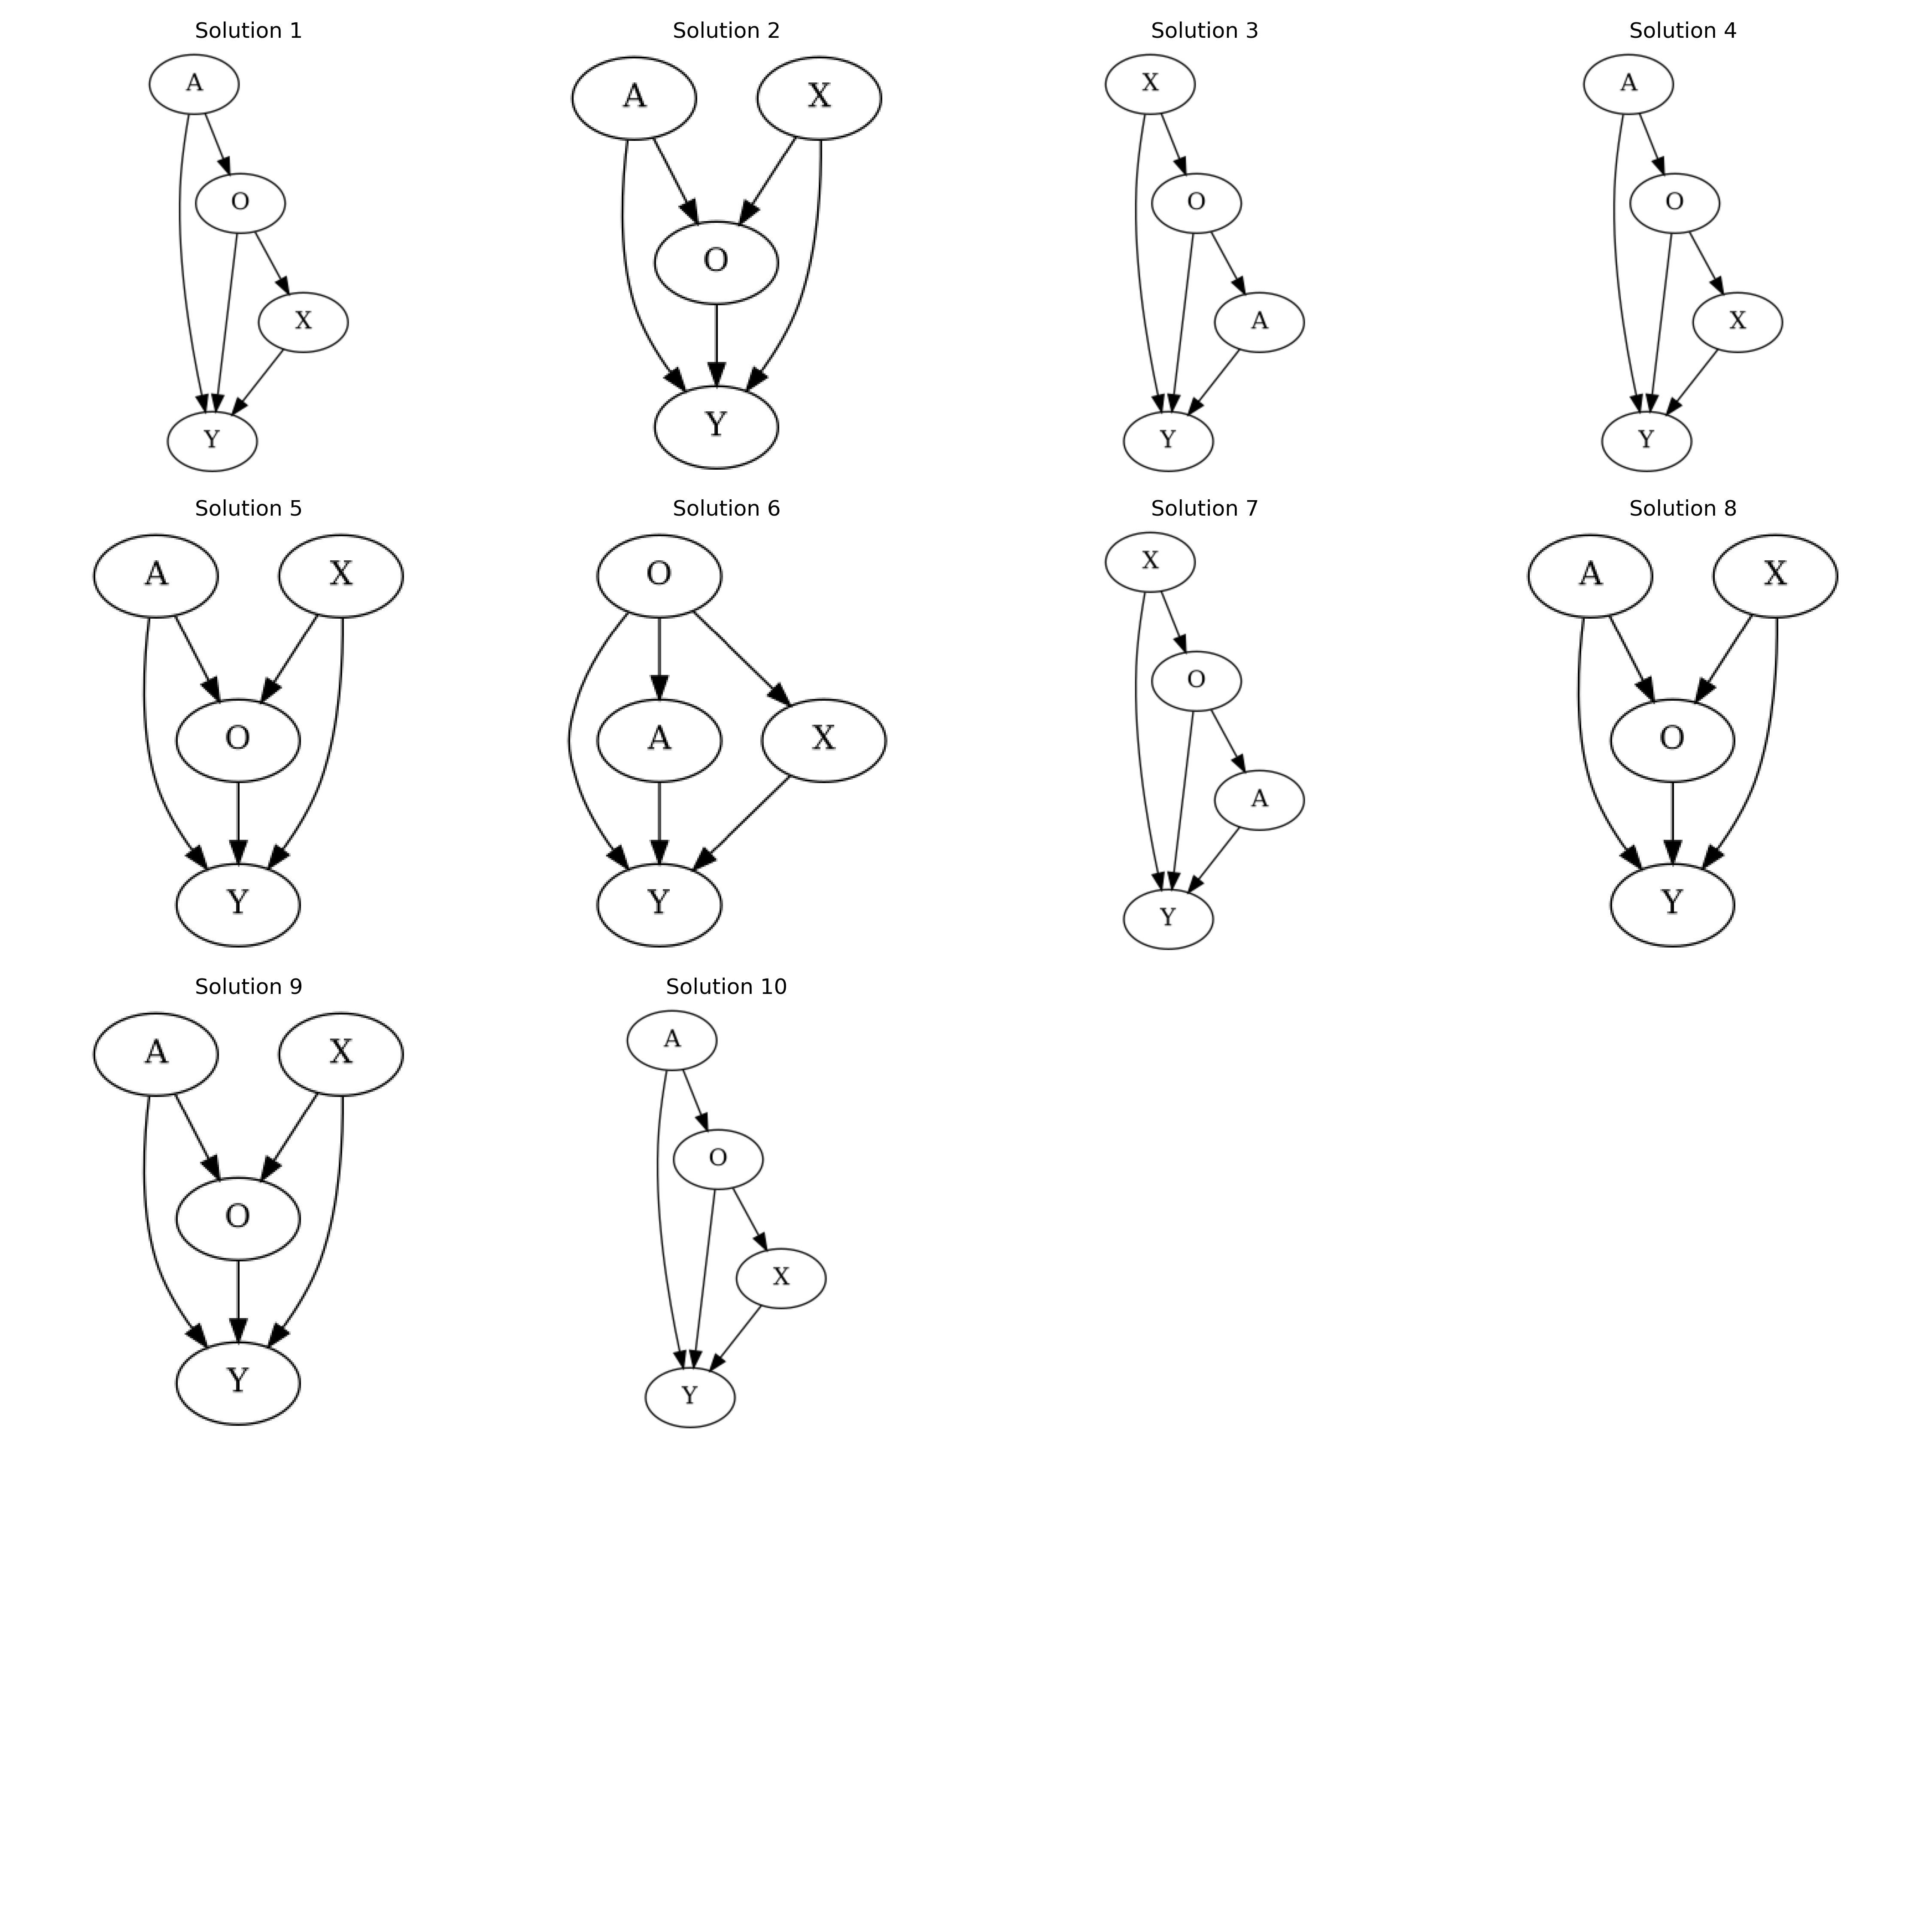 Solution 1
A
O
X
Y
Solution 2
A X
O
Y
Solution 3
X
O
A
Y
Solution 4
A
O
X
Y
Solution 5
A X
O
Y
Solution 6
O
A X
Y
Solution 7
X
O
A
Y
Solution 8
A X
O
Y
Solution 9
A X
O
Y
Solution 10
A
O
X
Y